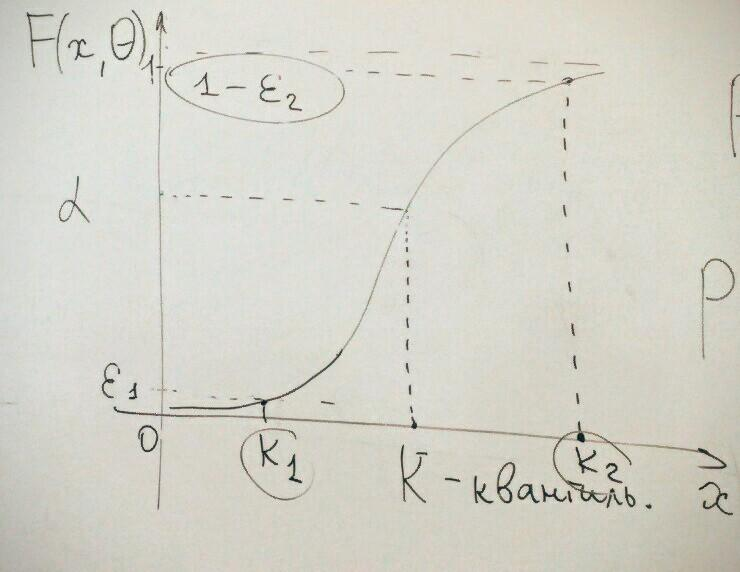 F(x,Θ)
1
1-ε₂
α
ε₁
0
K₁
K̄ - квантиль.
K₂
x
P